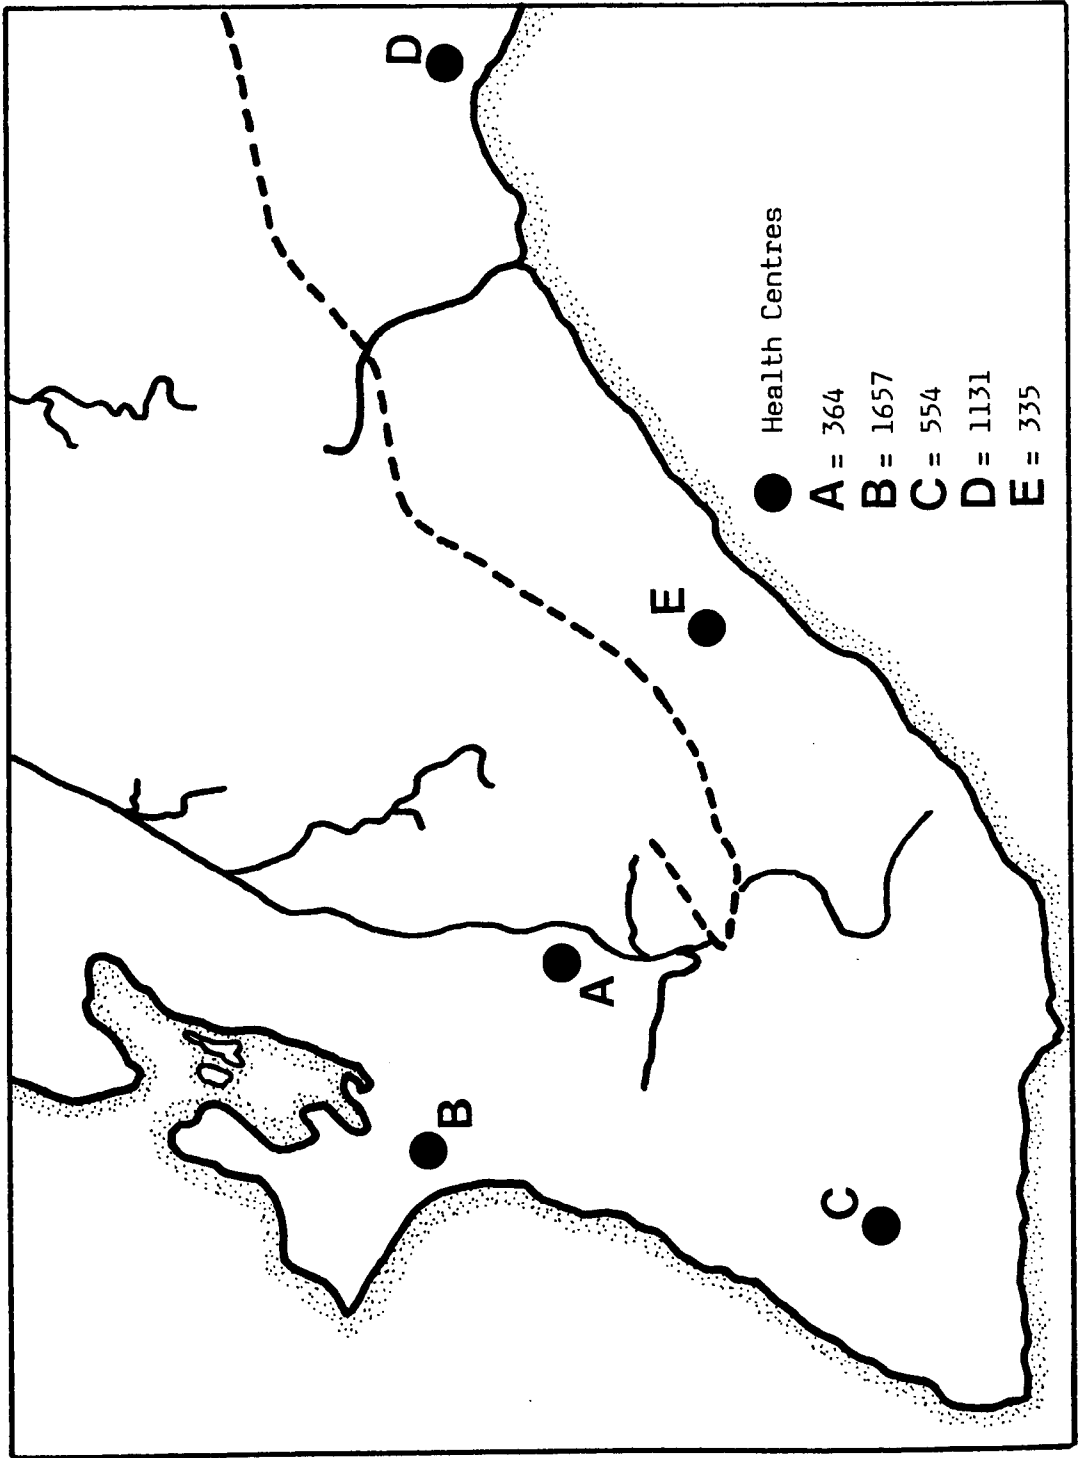 D
E
A
B
C
Health Centres
A = 364
B = 1657
C = 554
D = 1131
E = 335